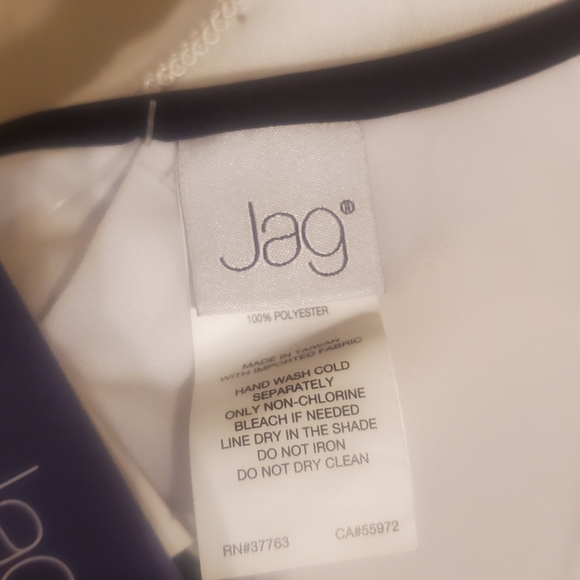 Jag®
100% POLYESTER
MADE IN TAIWAN
WITH IMPORTED FABRIC
HAND WASH COLD
SEPARATELY
ONLY NON-CHLORINE
BLEACH IF NEEDED
LINE DRY IN THE SHADE
DO NOT IRON
DO NOT DRY CLEAN
RN#37763 CA#55972
Jag